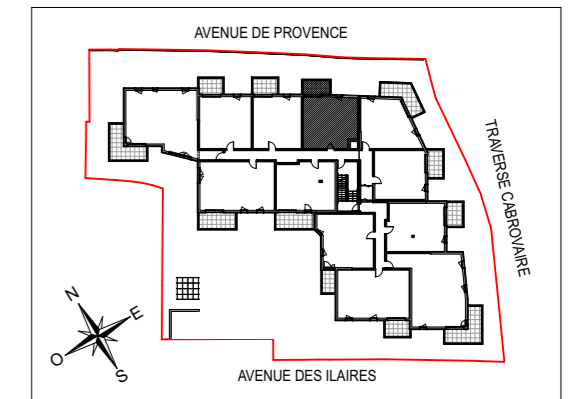 AVENUE DE PROVENCE
TRAVERSE CABROVAIRE
N
E
O
S
AVENUE DES ILAIRES